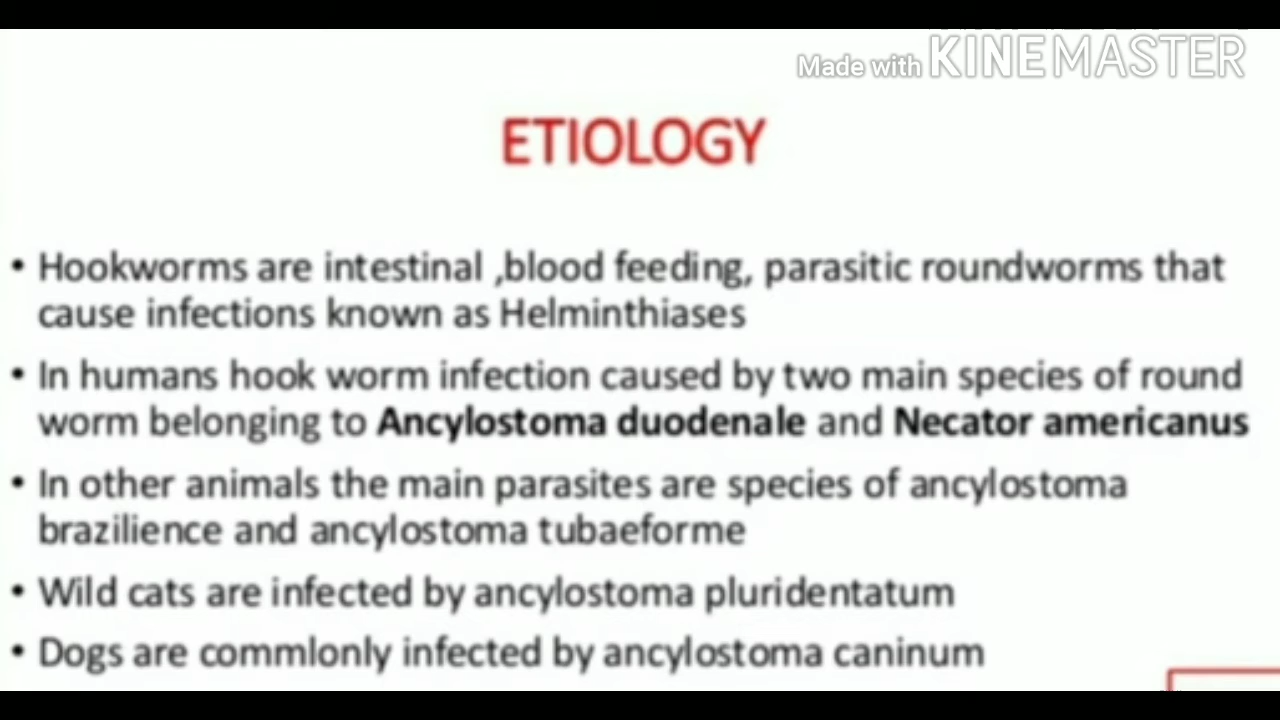 Made with KINEMASTER
ETIOLOGY
• Hookworms are intestinal ,blood feeding, parasitic roundworms that
cause infections known as Helminthiases
• In humans hook worm infection caused by two main species of round
worm belonging to Ancylostoma duodenale and Necator americanus
• In other animals the main parasites are species of ancylostoma
brazilience and ancylostoma tubaeforme
• Wild cats are infected by ancylostoma pluridentatum
• Dogs are commlonly infected by ancylostoma caninum